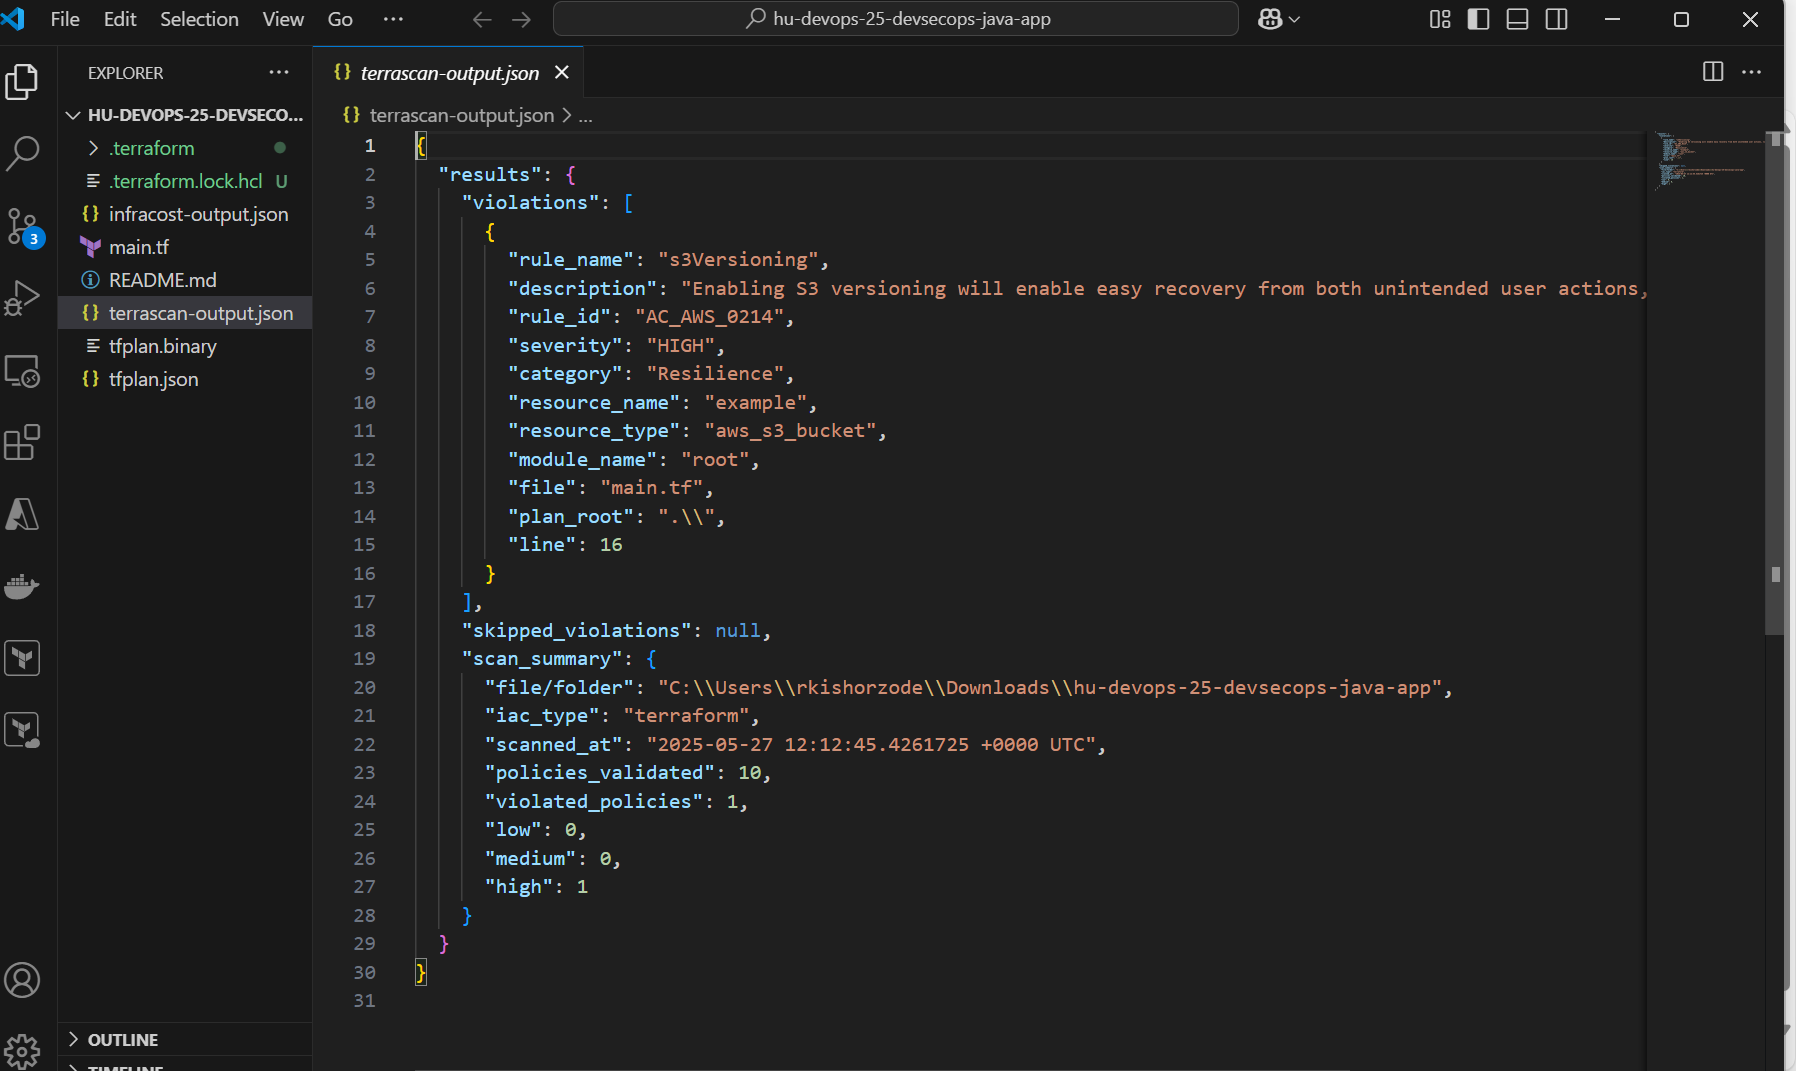 File Edit Selection View Go ··· hu-devops-25-devsecops-java-app
EXPLORER ···
HU-DEVOPS-25-DEVSECO...
.terraform
.terraform.lock.hcl U
{} infracost-output.json
main.tf
README.md
{} terrascan-output.json
tfplan.binary
{} tfplan.json
3
OUTLINE
TIMELINE
{} terrascan-output.json
{} terrascan-output.json > ...
1 {
2 "results": {
3 "violations": [
4 {
5 "rule_name": "s3Versioning",
6 "description": "Enabling S3 versioning will enable easy recovery from both unintended user actions,
7 "rule_id": "AC_AWS_0214",
8 "severity": "HIGH",
9 "category": "Resilience",
10 "resource_name": "example",
11 "resource_type": "aws_s3_bucket",
12 "module_name": "root",
13 "file": "main.tf",
14 "plan_root": ".\\",
15 "line": 16
16 }
17 ],
18 "skipped_violations": null,
19 "scan_summary": {
20 "file/folder": "C:\\Users\\rkishorzode\\Downloads\\hu-devops-25-devsecops-java-app",
21 "iac_type": "terraform",
22 "scanned_at": "2025-05-27 12:12:45.4261725 +0000 UTC",
23 "policies_validated": 10,
24 "violated_policies": 1,
25 "low": 0,
26 "medium": 0,
27 "high": 1
28 }
29 }
30 }
31